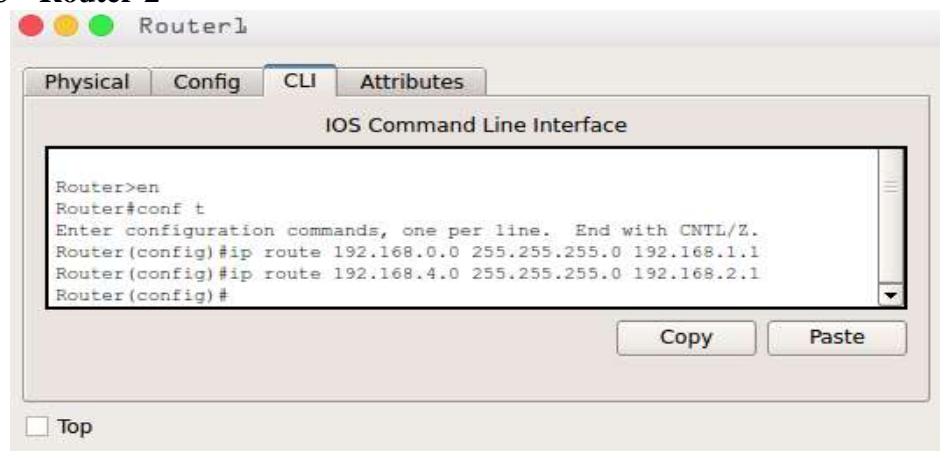 Router-2
Router1
Physical Config CLI Attributes
IOS Command Line Interface
Router>en
Router#conf t
Enter configuration commands, one per line. End with CNTL/Z.
Router(config)#ip route 192.168.0.0 255.255.255.0 192.168.1.1
Router(config)#ip route 192.168.4.0 255.255.255.0 192.168.2.1
Router(config)#
Copy Paste
Top